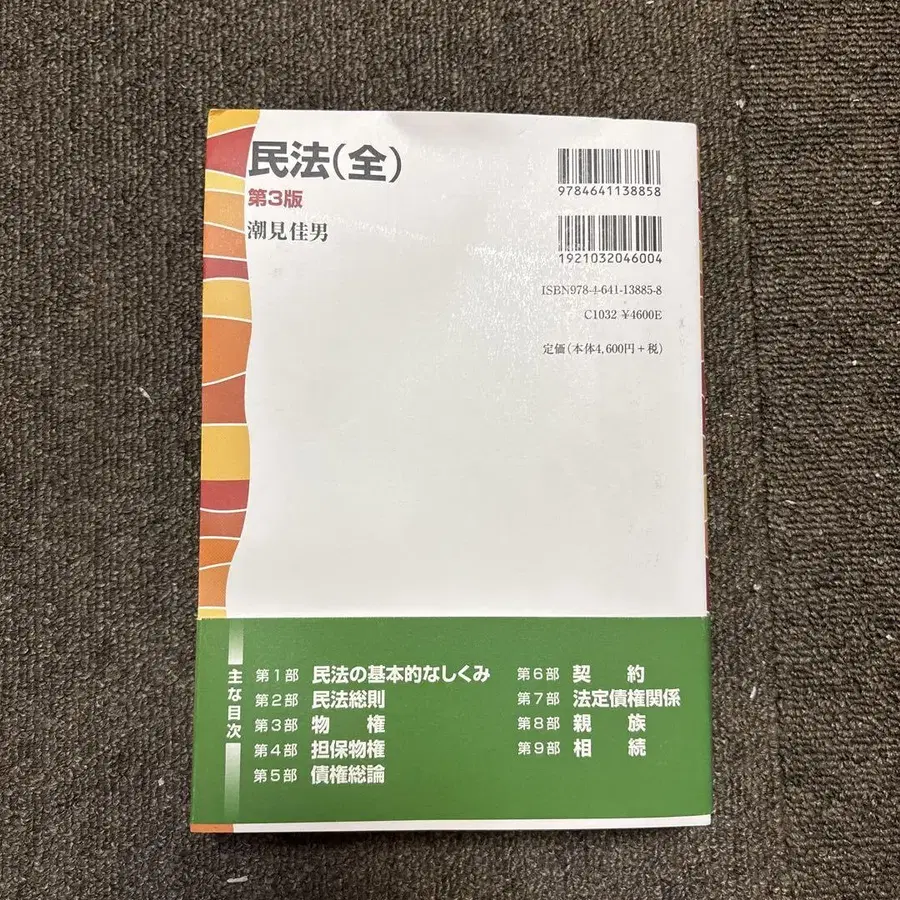 民法(全)
第3版
潮見佳男
9784641138858
1921032046004
ISBN978-4-641-13885-8
C1032 ¥4600E
定価(本体4,600円+税)
主な目次
第1部 民法の基本的なしくみ
第2部 民法総則
第3部 物権
第4部 担保物権
第5部 債権総論
第6部 契約
第7部 法定債権関係
第8部 親族
第9部 相続